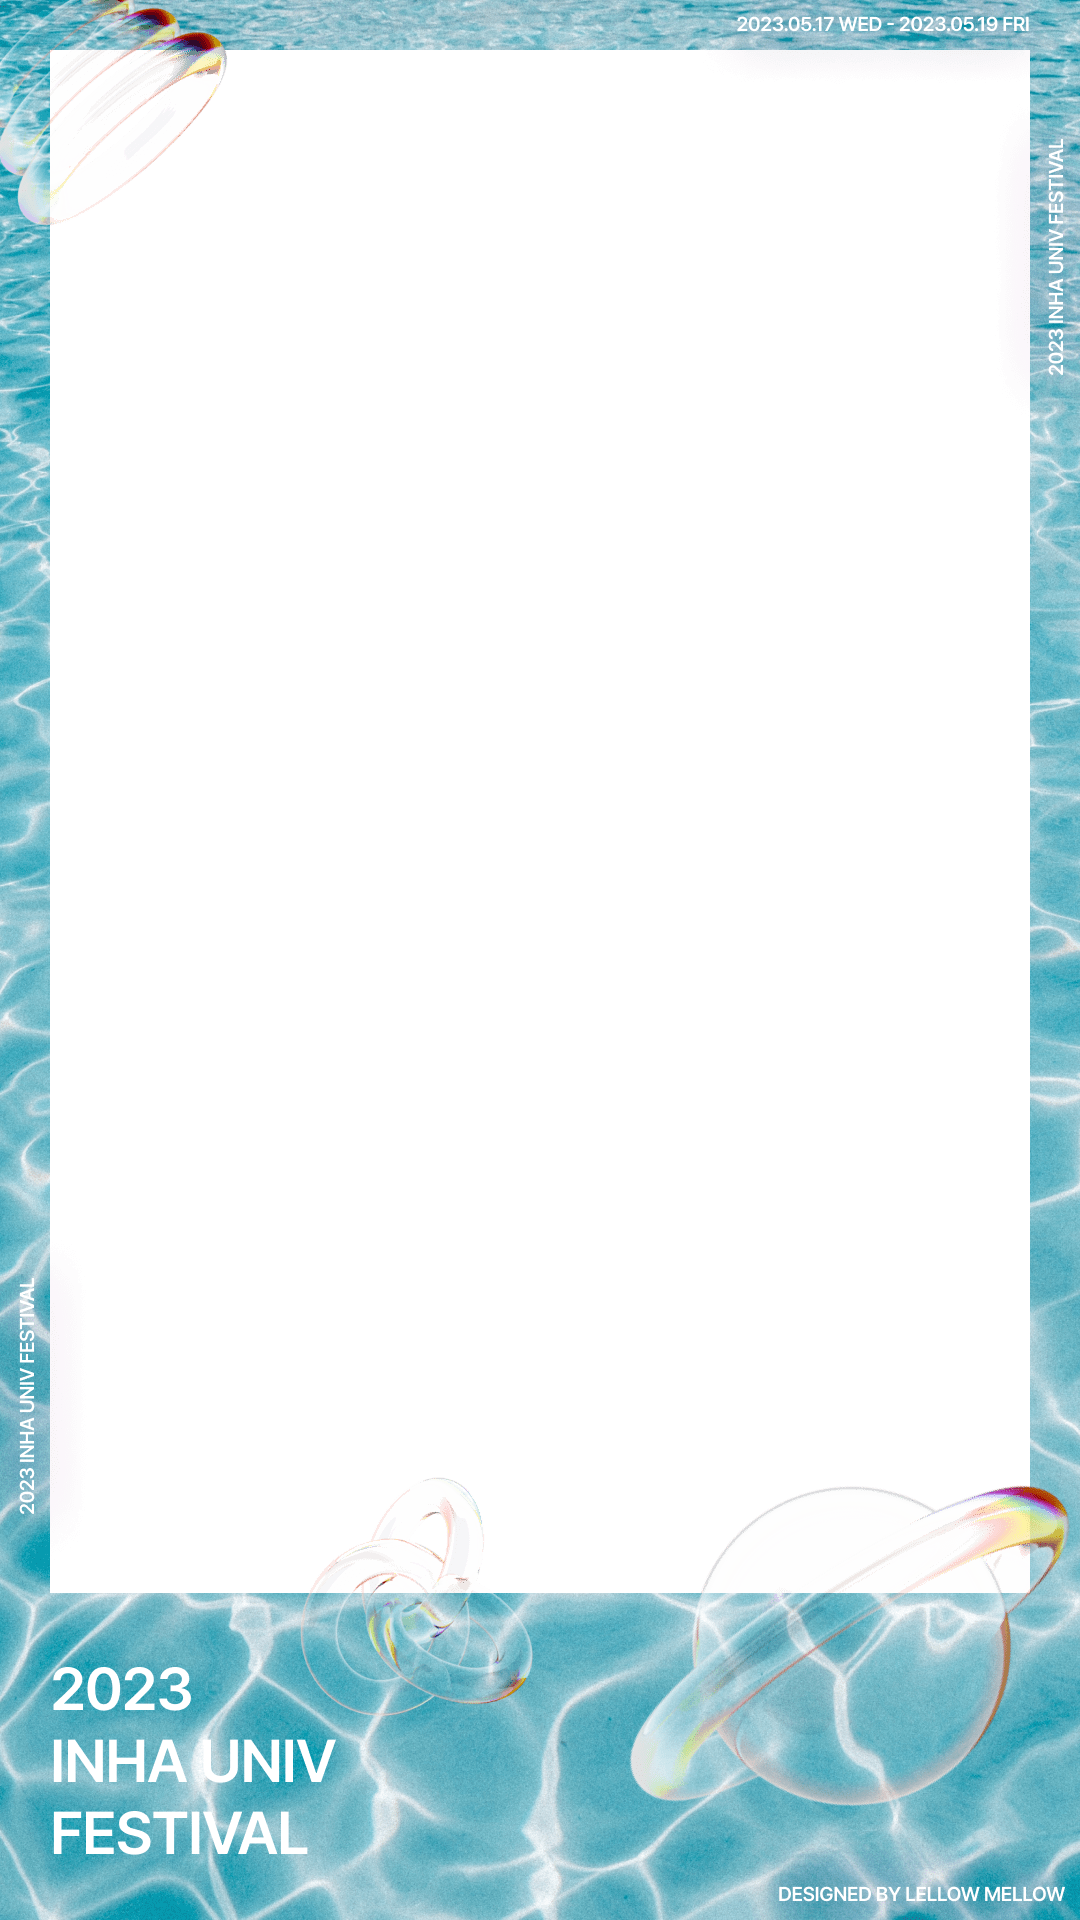 2023.05.17 WED - 2023.05.19 FRI
2023 INHA UNIV FESTIVAL
2023 INHA UNIV FESTIVAL
2023
INHA UNIV
FESTIVAL
DESIGNED BY LELLOW MELLOW